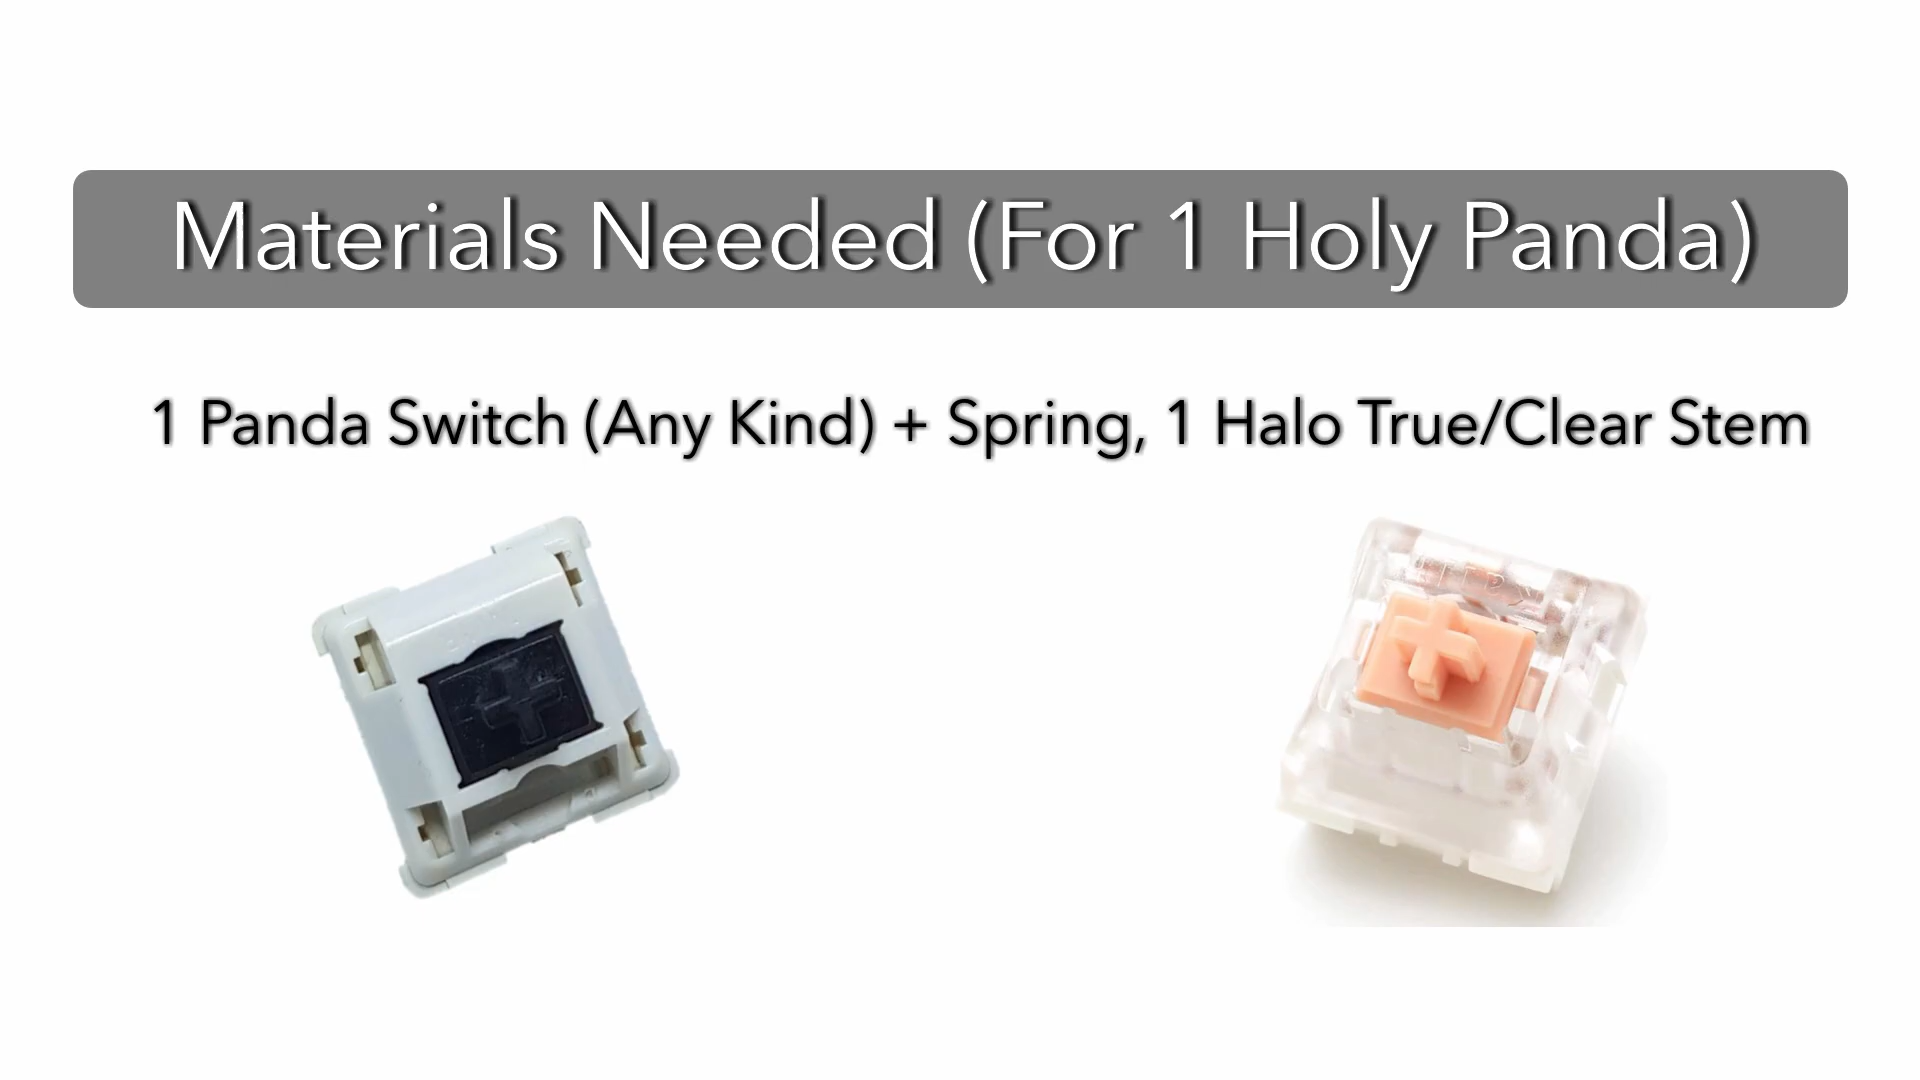 Materials Needed (For 1 Holy Panda)
1 Panda Switch (Any Kind) + Spring, 1 Halo True/Clear Stem